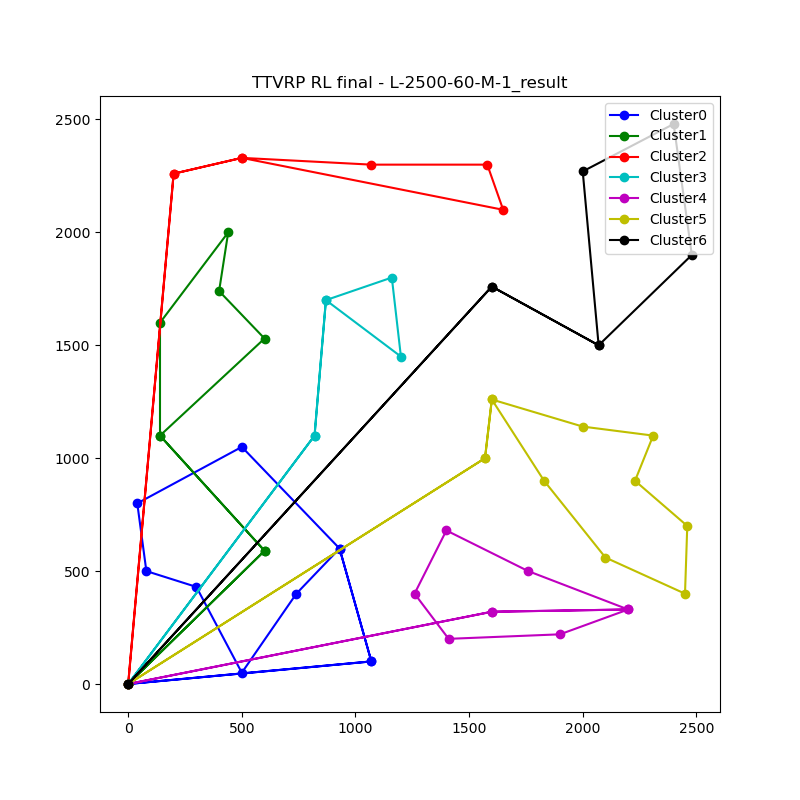 TTVRP RL final - L-2500-60-M-1_result
Cluster0
Cluster1
Cluster2
Cluster3
Cluster4
Cluster5
Cluster6
2500
2000
1500
1000
500
0
0 500 1000 1500 2000 2500